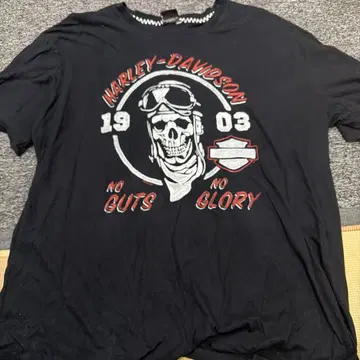 HARLEY-DAVIDSON
19 03
NO NO
GUTS GLORY